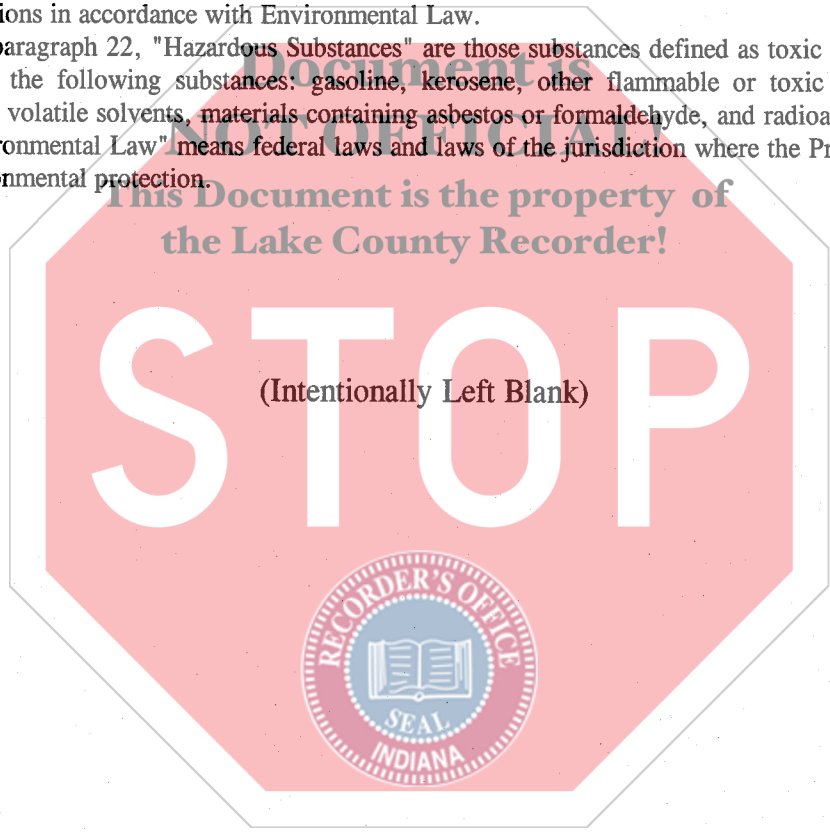 ions in accordance with Environmental Law.
paragraph 22, "Hazardous Substances" are those substances defined as toxic
the following substances: gasoline, kerosene, other flammable or toxic
volatile solvents, materials containing asbestos or formaldehyde, and radioa
onmental Law" means federal laws and laws of the jurisdiction where the Pr
nmental protection.
Document is
NOT OFFICIAL!
This Document is the property of
the Lake County Recorder!
STOP
(Intentionally Left Blank)
RECORDER'S OFFICE
SEAL
INDIANA